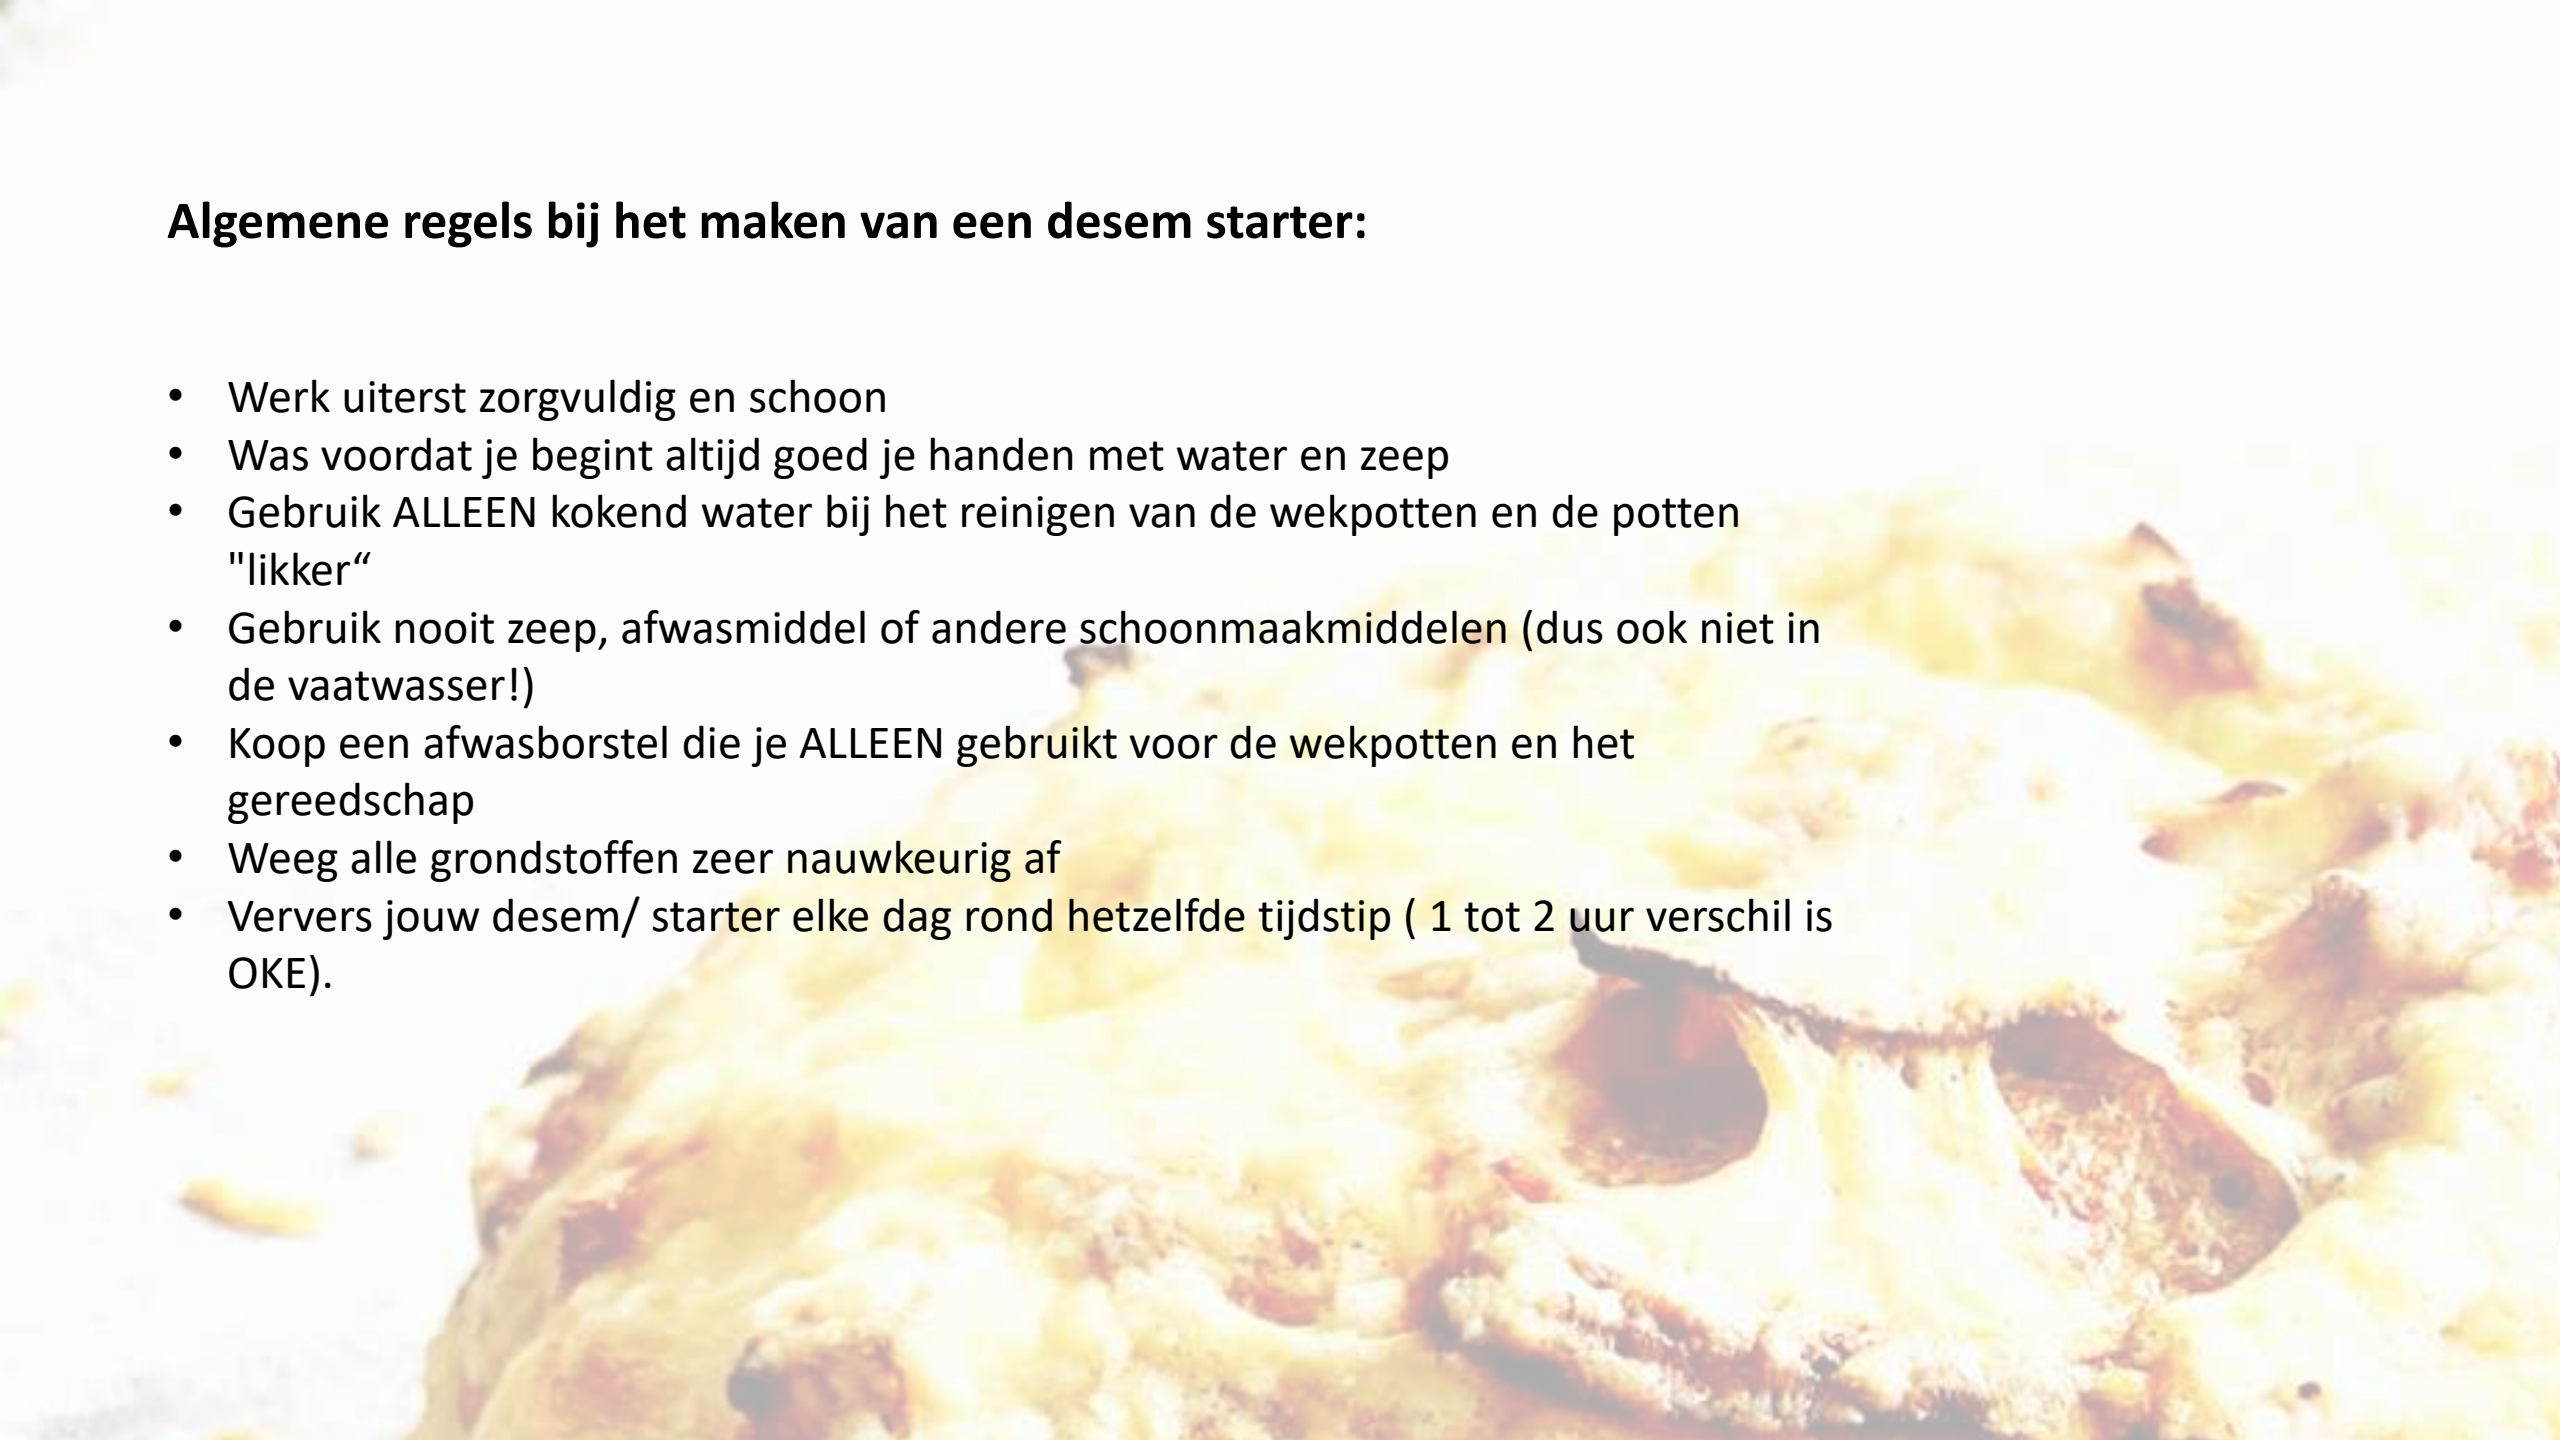 Algemene regels bij het maken van een desem starter:
• Werk uiterst zorgvuldig en schoon
• Was voordat je begint altijd goed je handen met water en zeep
• Gebruik ALLEEN kokend water bij het reinigen van de wekpotten en de potten
"likker“
• Gebruik nooit zeep, afwasmiddel of andere schoonmaakmiddelen (dus ook niet in
de vaatwasser!)
• Koop een afwasborstel die je ALLEEN gebruikt voor de wekpotten en het
gereedschap
• Weeg alle grondstoffen zeer nauwkeurig af
• Ververs jouw desem/ starter elke dag rond hetzelfde tijdstip ( 1 tot 2 uur verschil is
OKE).